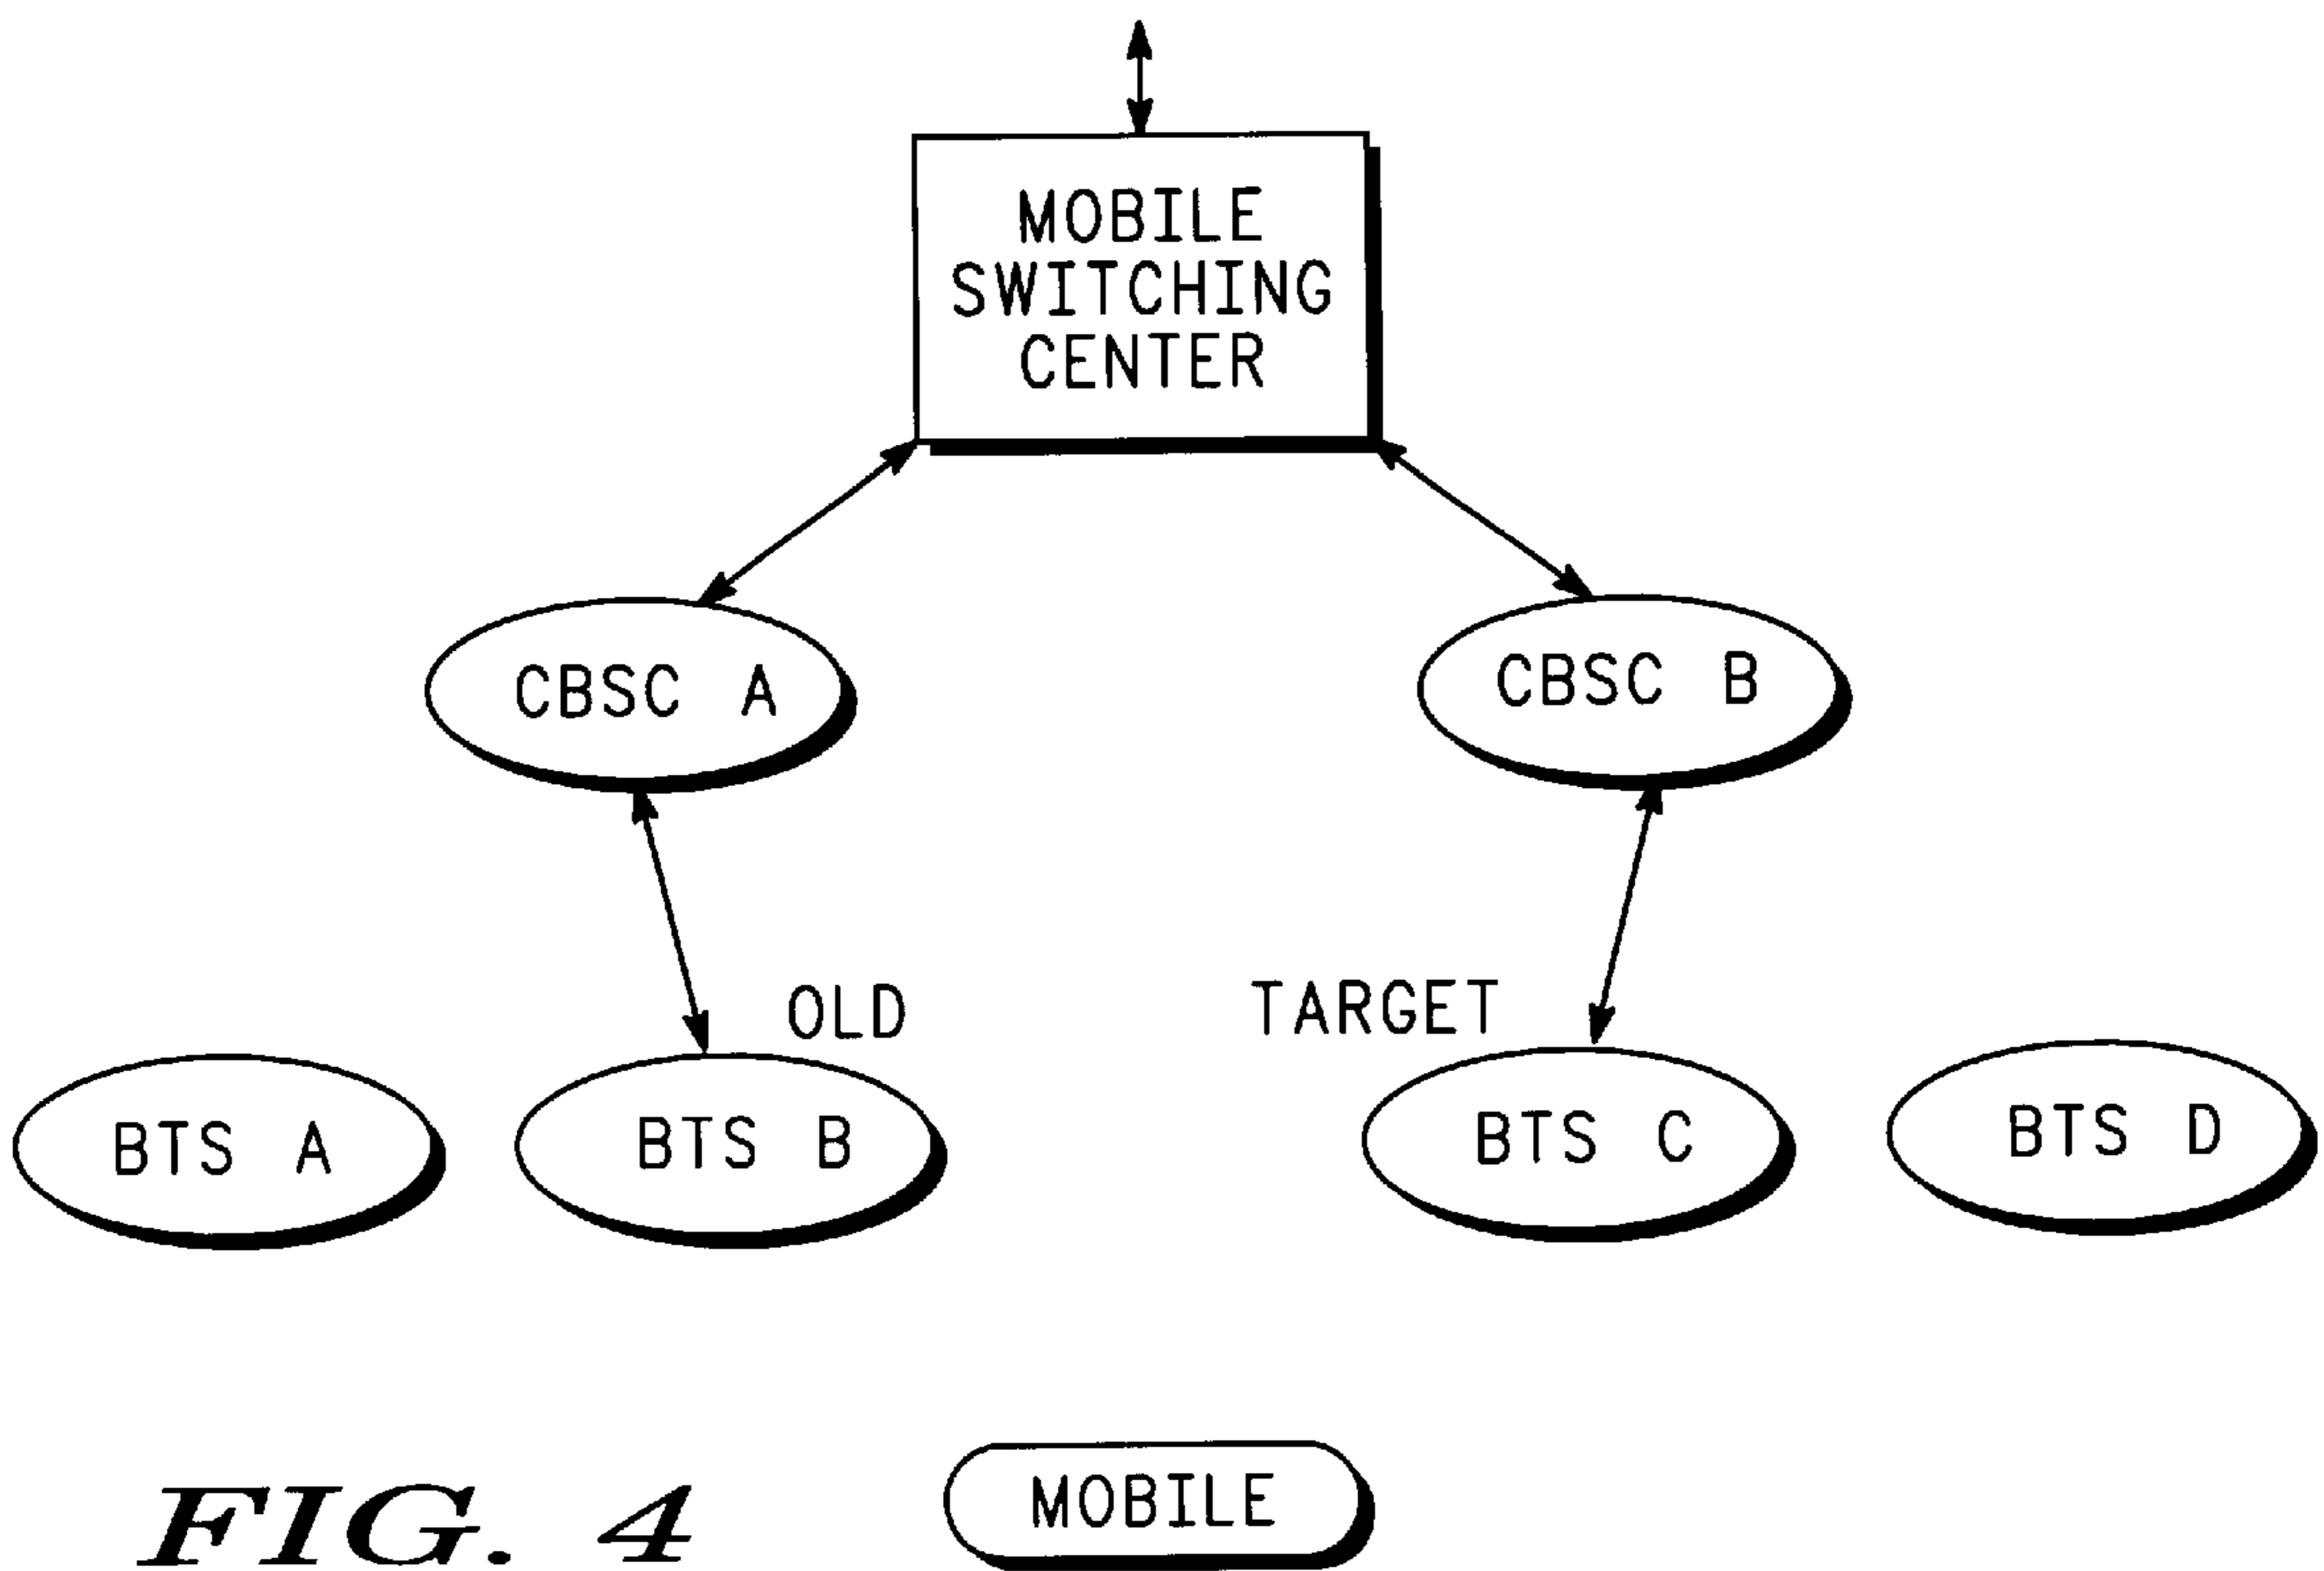 MOBILE
SWITCHING
CENTER
CBSC A
CBSC B
OLD
TARGET
BTS A
BTS B
BTS C
BTS D
MOBILE
FIG. 4